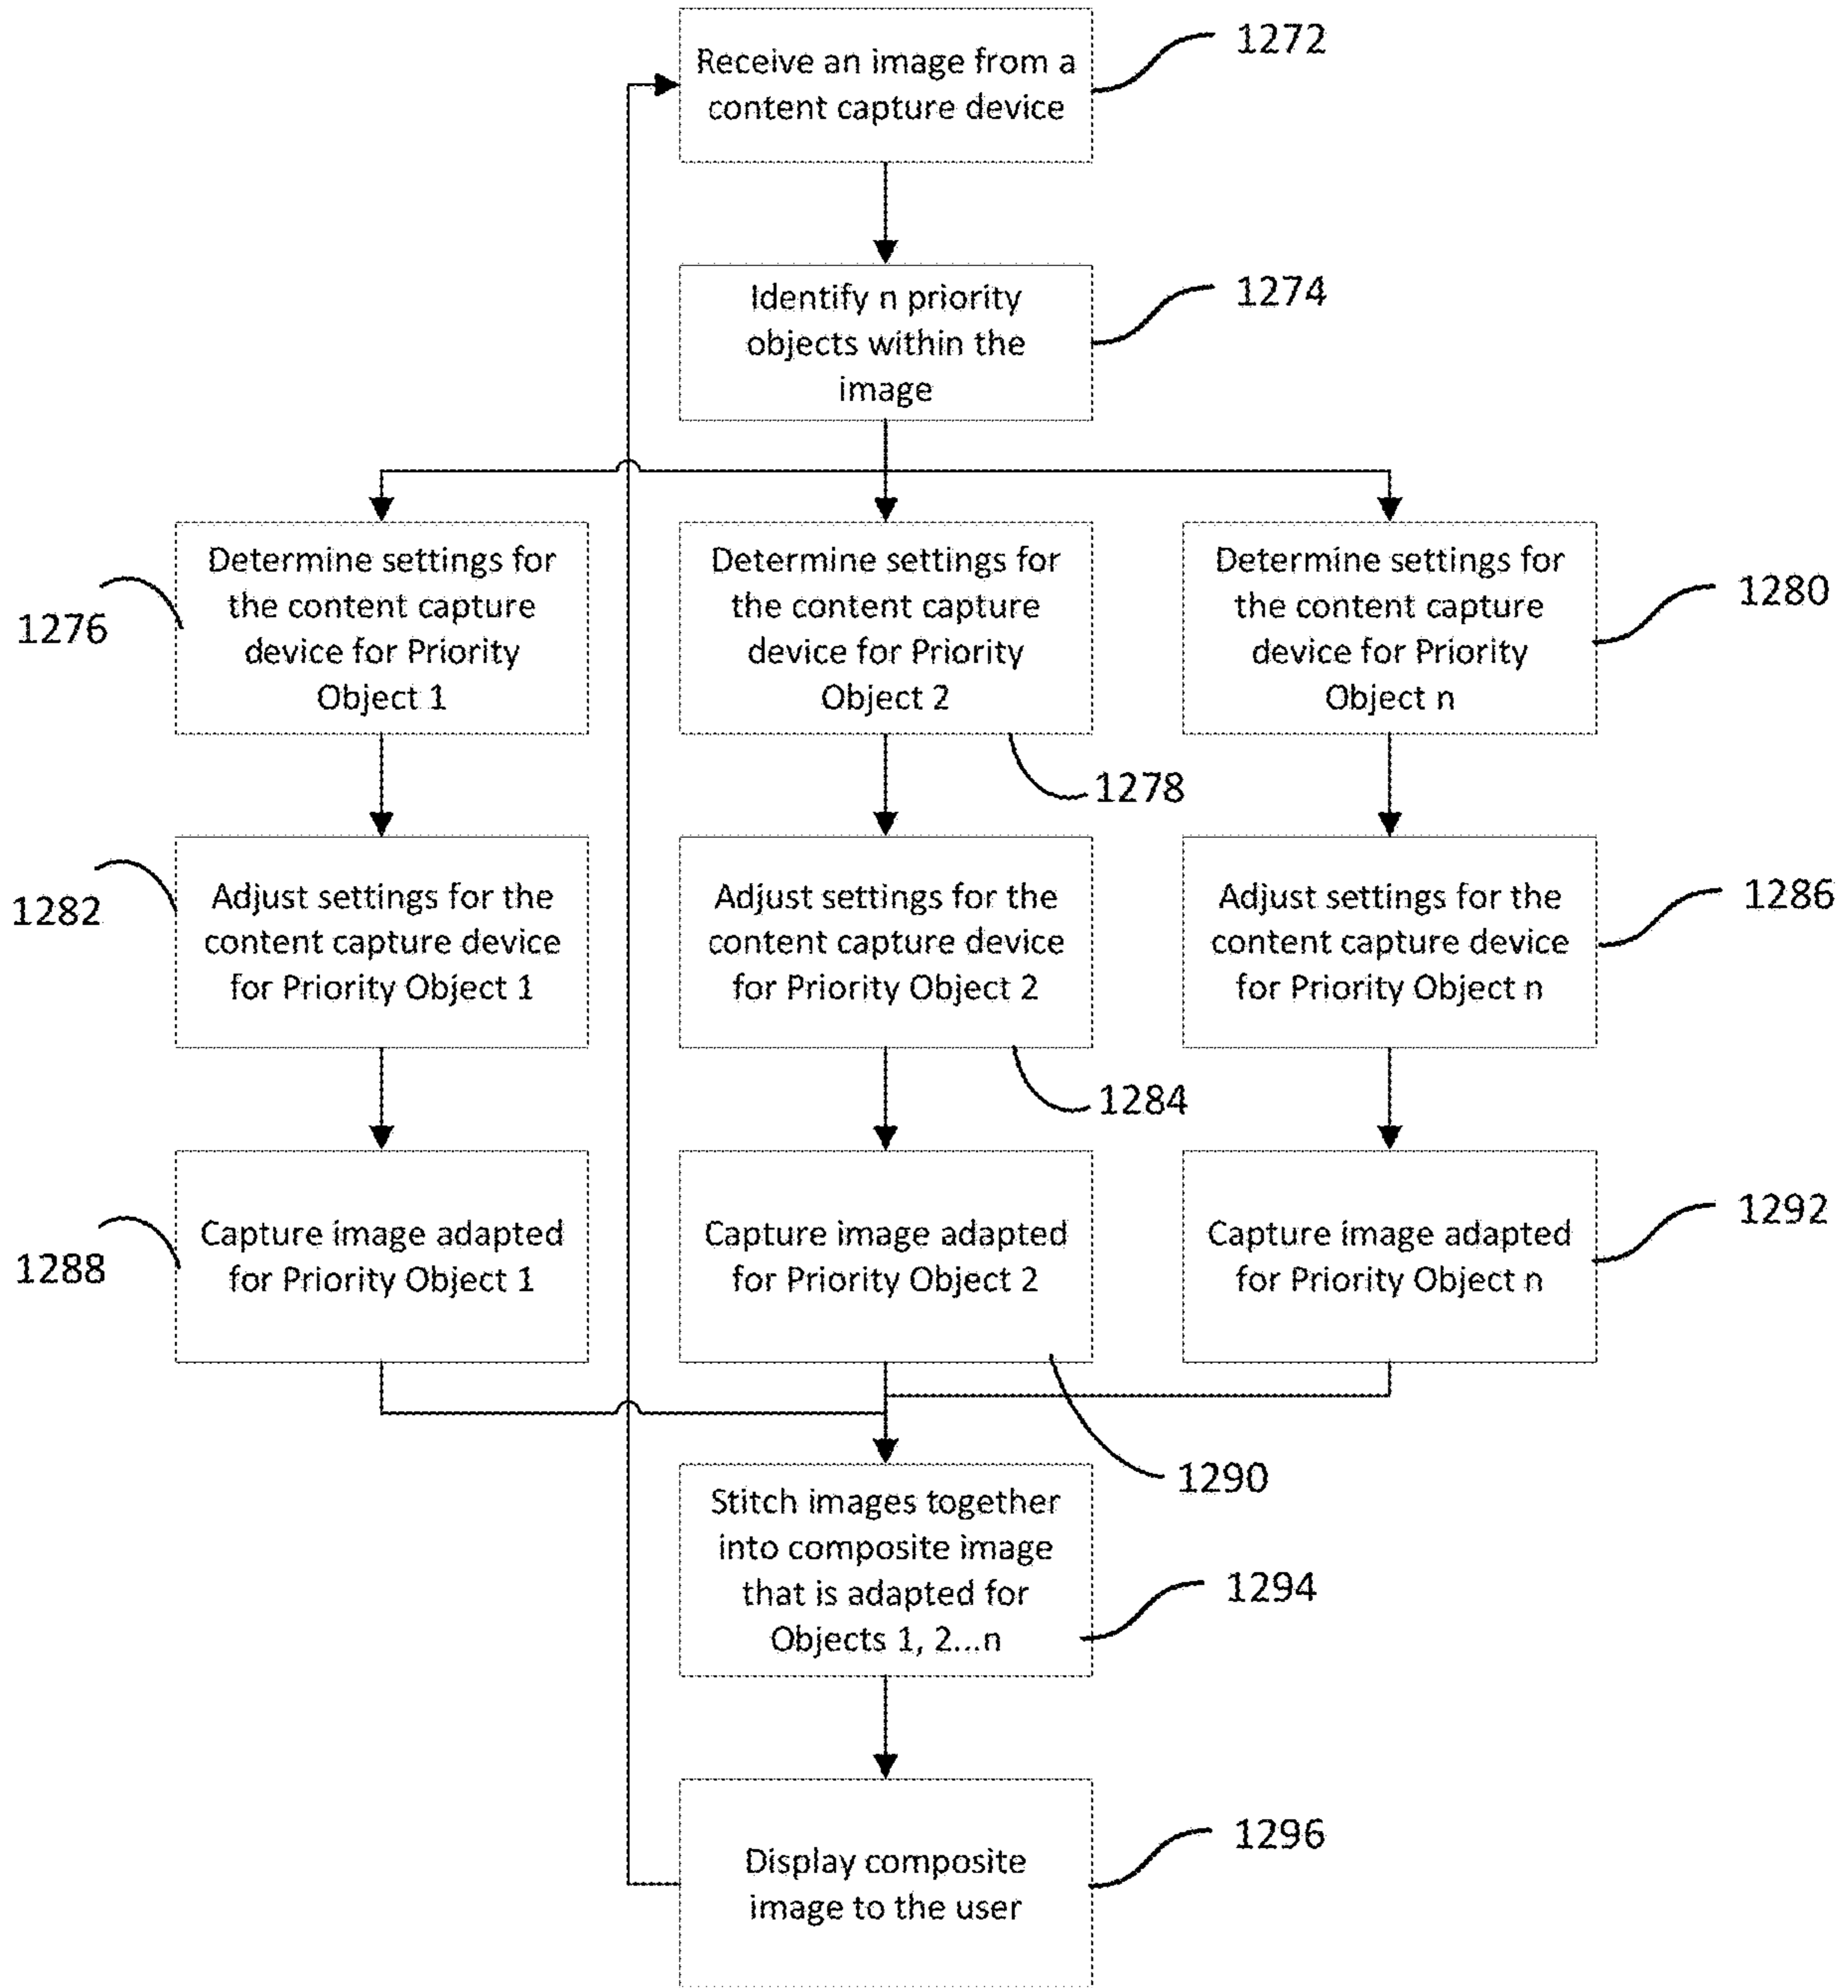 Receive an image from a
content capture device
1272
Identify n priority
objects within the
image
1274
Determine settings for
the content capture
device for Priority
Object 1
1276
Determine settings for
the content capture
device for Priority
Object 2
1278
Determine settings for
the content capture
device for Priority
Object n
1280
Adjust settings for the
content capture device
for Priority Object 1
1282
Adjust settings for the
content capture device
for Priority Object 2
1284
Adjust settings for the
content capture device
for Priority Object n
1286
Capture image adapted
for Priority Object 1
1288
Capture image adapted
for Priority Object 2
1290
Capture image adapted
for Priority Object n
1292
Stitch images together
into composite image
that is adapted for
Objects 1, 2...n
1294
Display composite
image to the user
1296